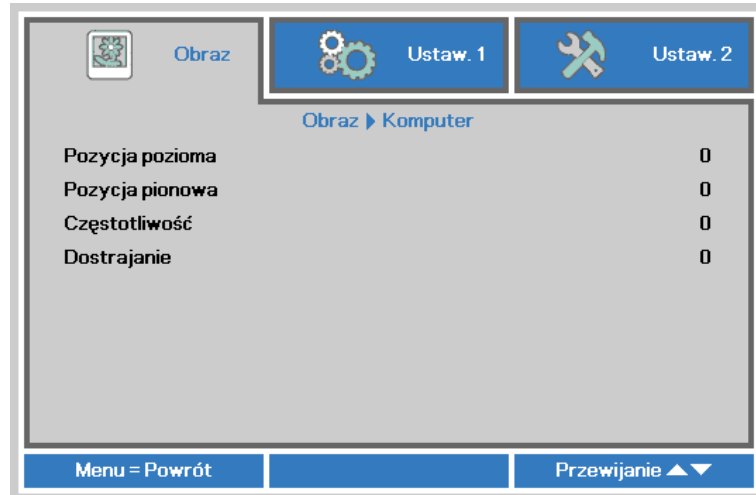 Obraz
Ustaw. 1
Ustaw. 2
Obraz Komputer
Pozycja pozioma 0
Pozycja pionowa 0
Częstotliwość 0
Dostrajanie 0
Menu = Powrót
Przewijanie